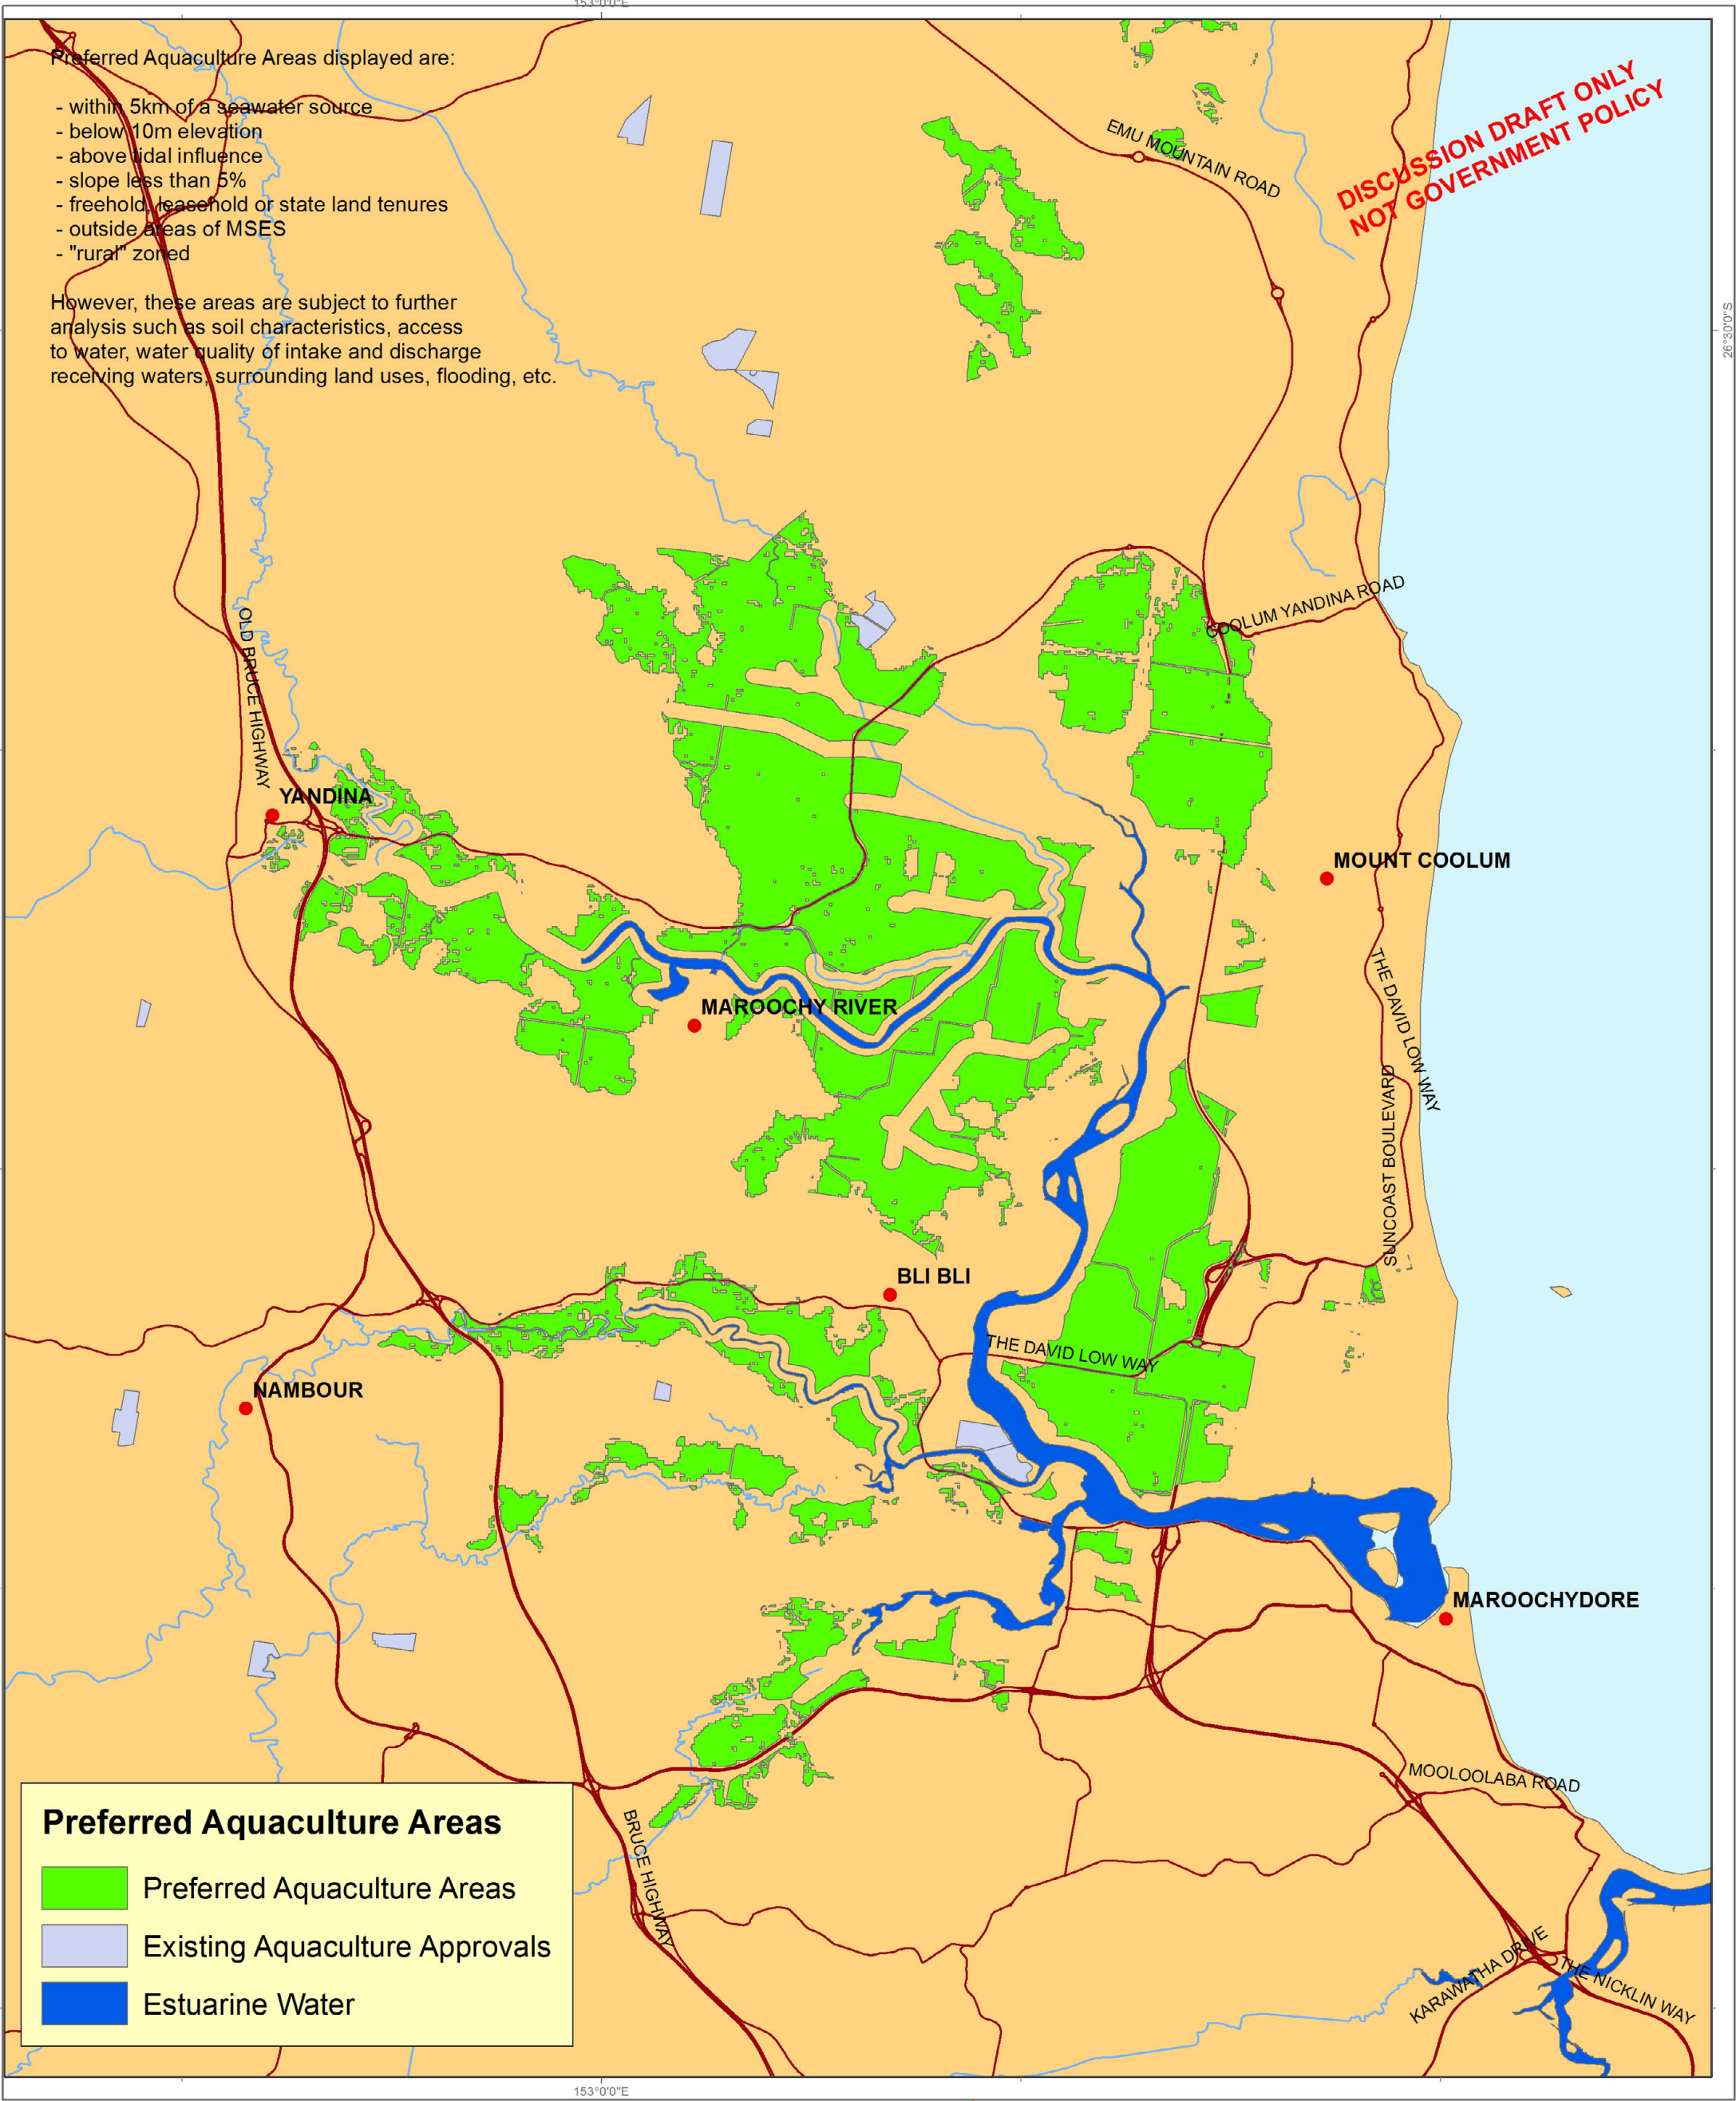 153°0'0"E
Preferred Aquaculture Areas displayed are:
- within 5km of a seawater source
- below 10m elevation
- above tidal influence
- slope less than 5%
- freehold, leasehold or state land tenures
- outside areas of MSES
- "rural" zoned
However, these areas are subject to further
analysis such as soil characteristics, access
to water, water quality of intake and discharge
receiving waters, surrounding land uses, flooding, etc.
DISCUSSION DRAFT ONLY
NOT GOVERNMENT POLICY
EMU MOUNTAIN ROAD
26°30'0"S
COOLUM YANDINA ROAD
OLD BRUCE HIGHWAY
YANDINA
MOUNT COOLUM
MAROOCHY RIVER
THE DAVID LOW WAY
SUNCOAST BOULEVARD
BLI BLI
THE DAVID LOW WAY
NAMBOUR
MAROOCHYDORE
MOOLOOLABA ROAD
BRUCE HIGHWAY
KARAWATHA DRIVE
THE NICKLIN WAY
Preferred Aquaculture Areas
Preferred Aquaculture Areas
Existing Aquaculture Approvals
Estuarine Water
153°0'0"E